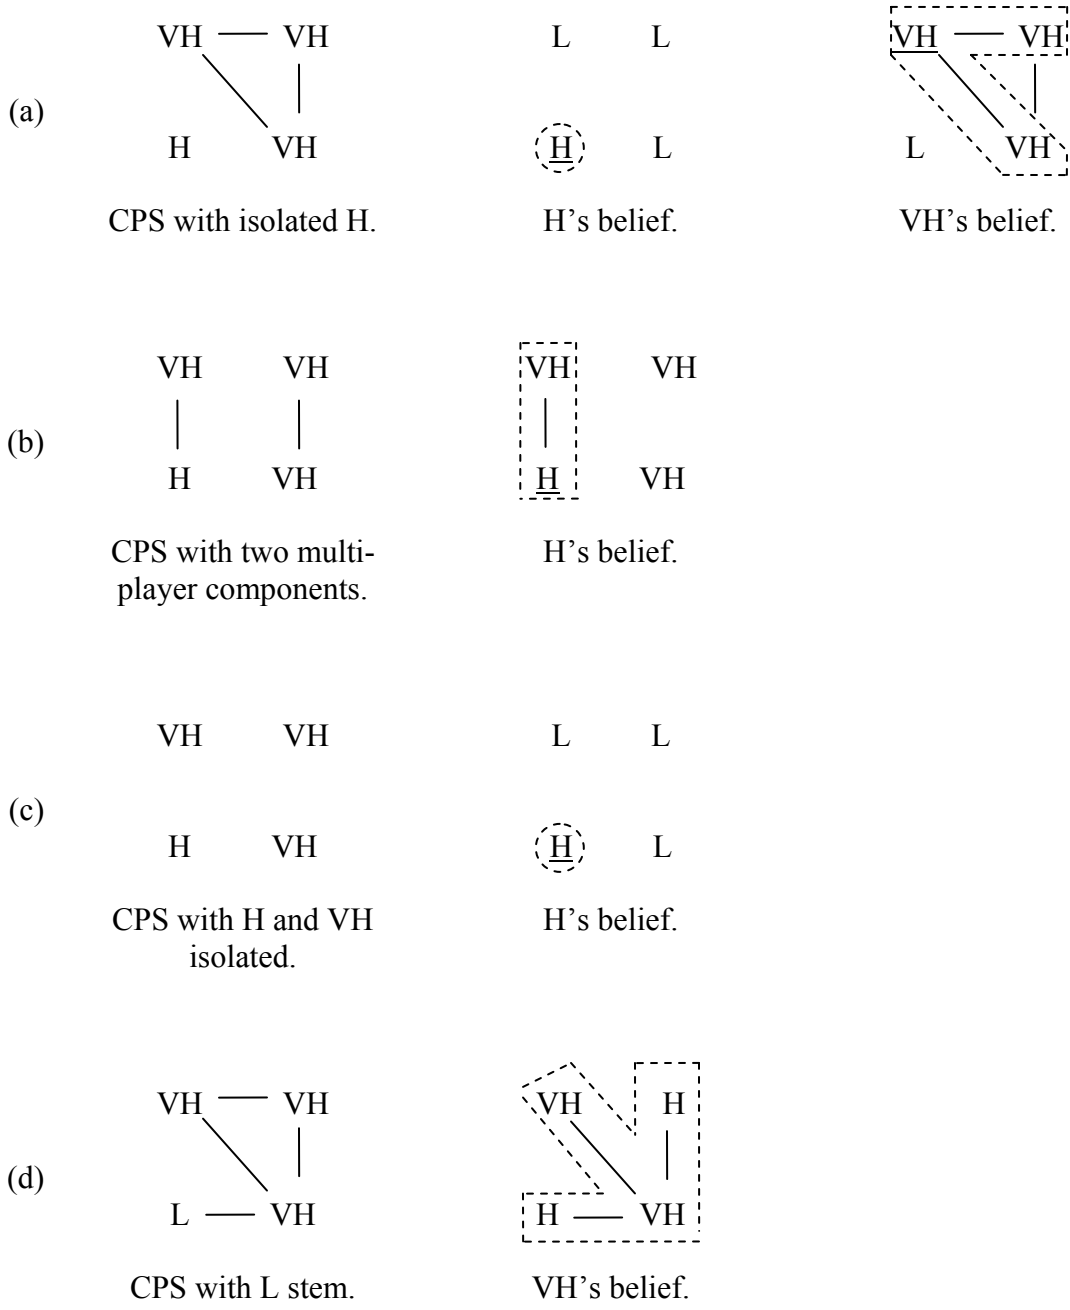 VH VH L L VH VH
(a)
H VH H L L VH
CPS with isolated H. H’s belief. VH’s belief.
VH VH VH VH
(b)
H VH H VH
CPS with two multi- H’s belief.
player components.
VH VH L L
(c)
H VH H L
CPS with H and VH H’s belief.
isolated.
VH VH VH H
(d)
L VH H VH
CPS with L stem. VH’s belief.